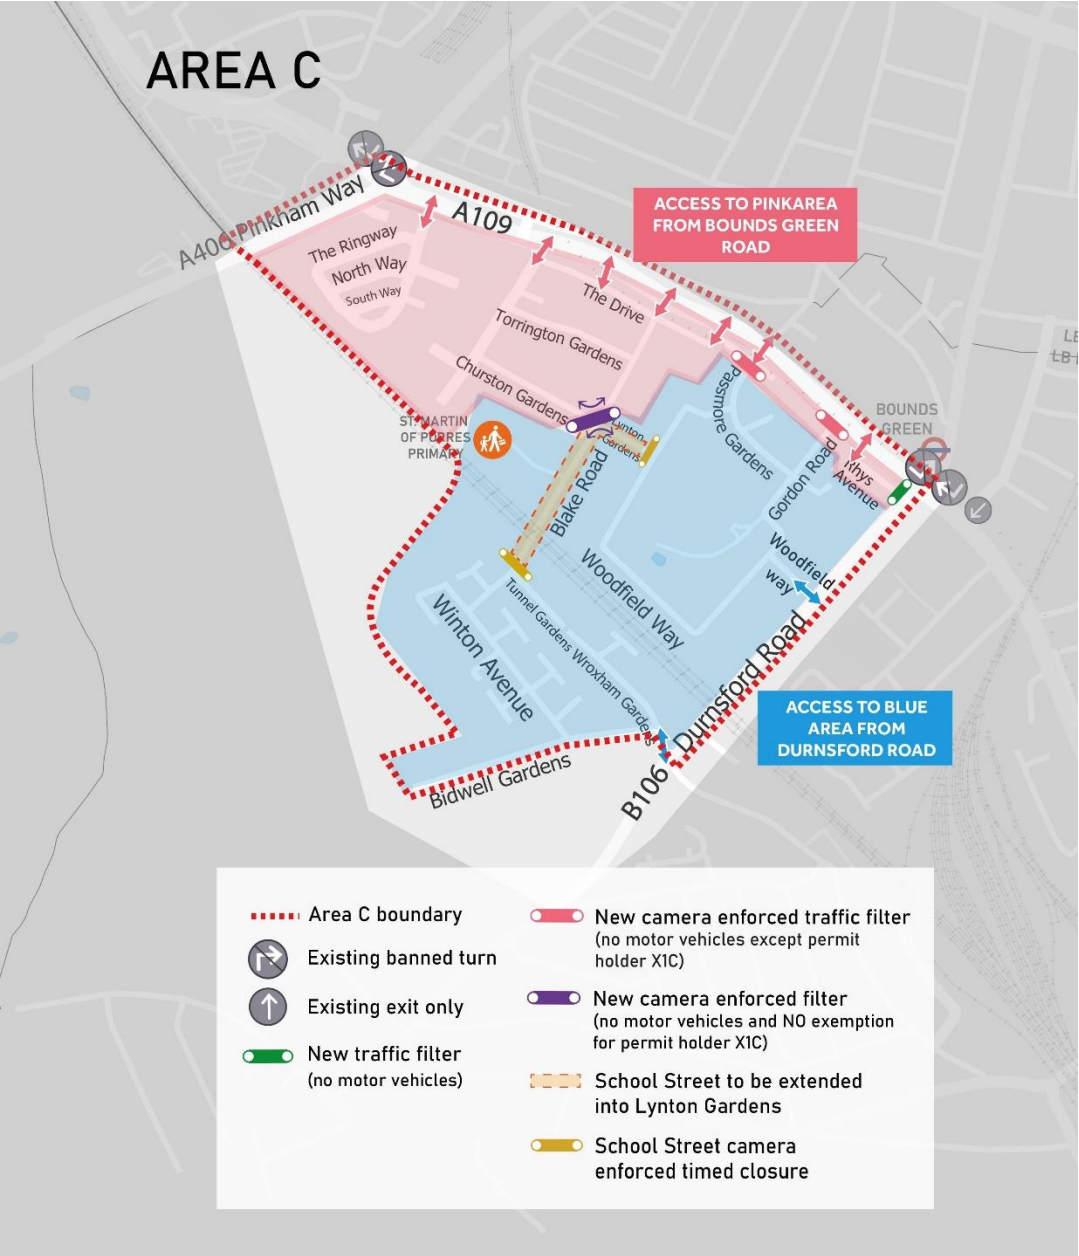 AREA C
A406 Pinkham Way
A109
ACCESS TO PINKAREA
FROM BOUNDS GREEN
ROAD
The Ringway
North Way
South Way
The Drive
Torrington Gardens
Churston Gardens
LE
LB
ST. MARTIN
OF PORRES
PRIMARY
Lynton
Gardens
Passmore Gardens
BOUNDS
GREEN
Gordon Road
Rhys
Avenue
Blake Road
Woodfield
way
Woodfield Way
Tunnel Gardens
Wroxham Gardens
Winton Avenue
Durnsford Road
ACCESS TO BLUE
AREA FROM
DURNSFORD ROAD
Bidwell Gardens
B106
Area C boundary
Existing banned turn
Existing exit only
New traffic filter
(no motor vehicles)
New camera enforced traffic filter
(no motor vehicles except permit
holder X1C)
New camera enforced filter
(no motor vehicles and NO exemption
for permit holder X1C)
School Street to be extended
into Lynton Gardens
School Street camera
enforced timed closure